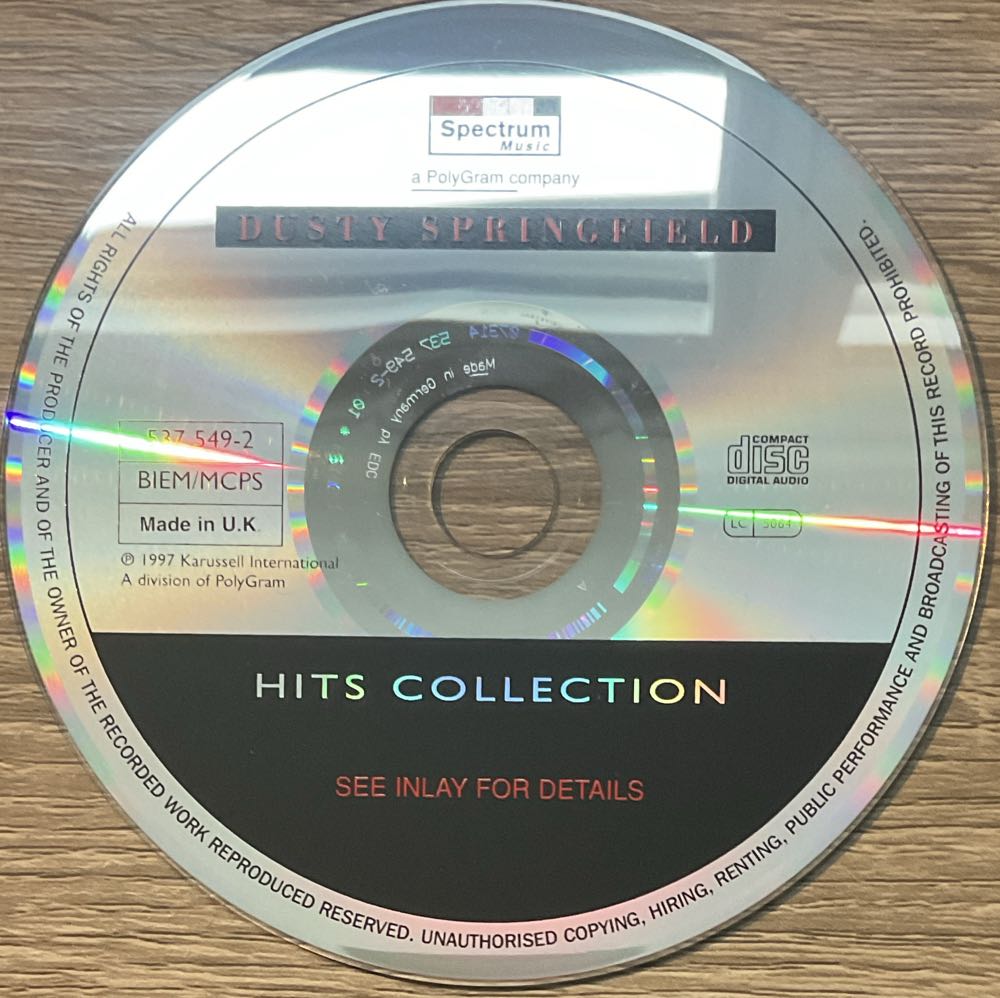 Spectrum
Music
a PolyGram company
DUSTY SPRINGFIELD
537 549-2
BIEM/MCPS
Made in U.K.
℗ 1997 Karussell International
A division of PolyGram
COMPACT
disc
DIGITAL AUDIO
LC 5064
Made in Germany by EDC
537 549-2 01
HITS COLLECTION
SEE INLAY FOR DETAILS
ALL RIGHTS OF THE PRODUCER AND OF THE OWNER OF THE RECORDED WORK REPRODUCED RESERVED. UNAUTHORISED COPYING, HIRING, RENTING, PUBLIC PERFORMANCE AND BROADCASTING OF THIS RECORD PROHIBITED.